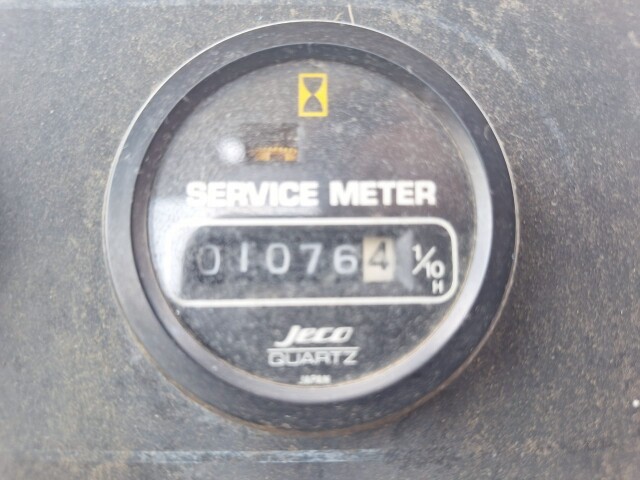 SERVICE METER
010764 1/10 H
Jeco
QUARTZ
JAPAN